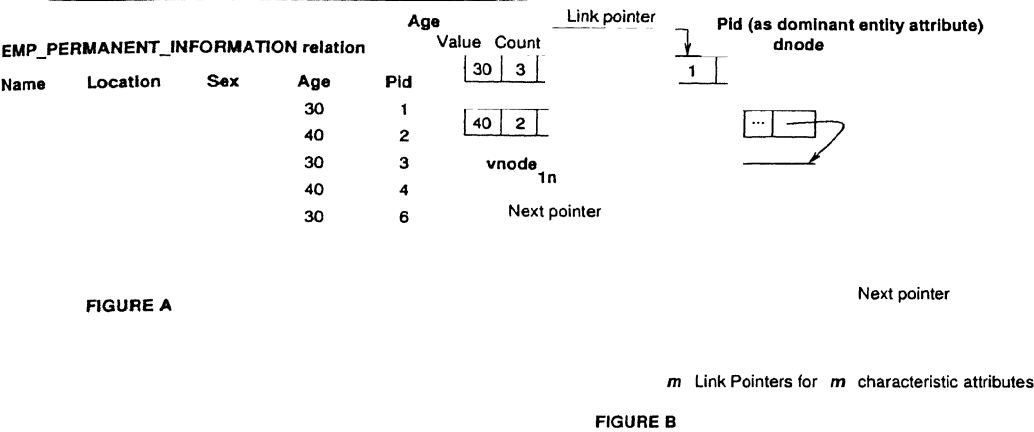 EMP_PERMANENT_INFORMATION relation
Name Location Sex Age Pid
30 1
40 2
30 3
40 4
30 6
FIGURE A
Age
Value Count
30 3
40 2
vnode1n
Next pointer
Link pointer
Pid (as dominant entity attribute)
dnode
1
...
Next pointer
m Link Pointers for m characteristic attributes
FIGURE B